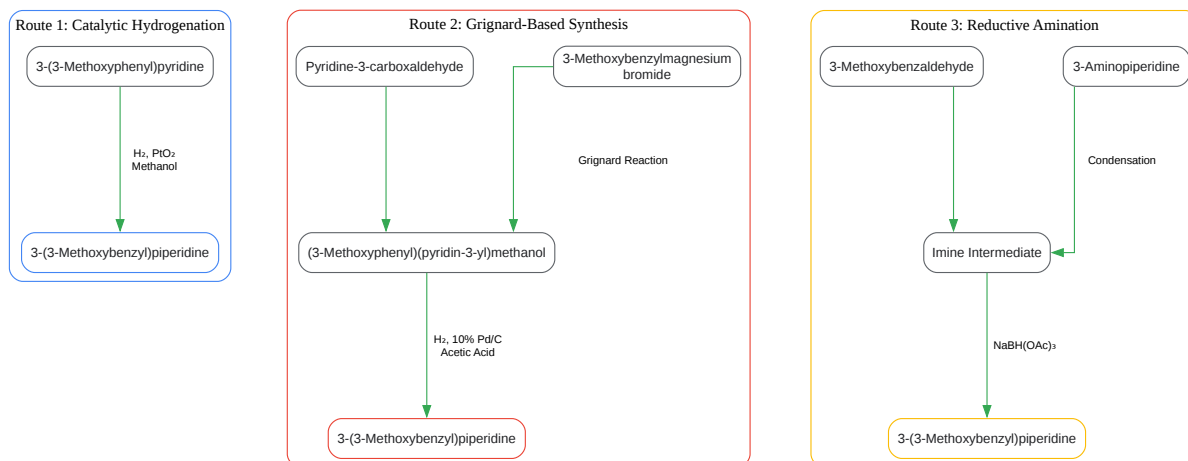 Route 1: Catalytic Hydrogenation
3-(3-Methoxyphenyl)pyridine
H₂, PtO₂
Methanol
3-(3-Methoxybenzyl)piperidine
Route 2: Grignard-Based Synthesis
Pyridine-3-carboxaldehyde
3-Methoxybenzylmagnesium
bromide
Grignard Reaction
(3-Methoxyphenyl)(pyridin-3-yl)methanol
H₂, 10% Pd/C
Acetic Acid
3-(3-Methoxybenzyl)piperidine
Route 3: Reductive Amination
3-Methoxybenzaldehyde
3-Aminopiperidine
Condensation
Imine Intermediate
NaBH(OAc)₃
3-(3-Methoxybenzyl)piperidine